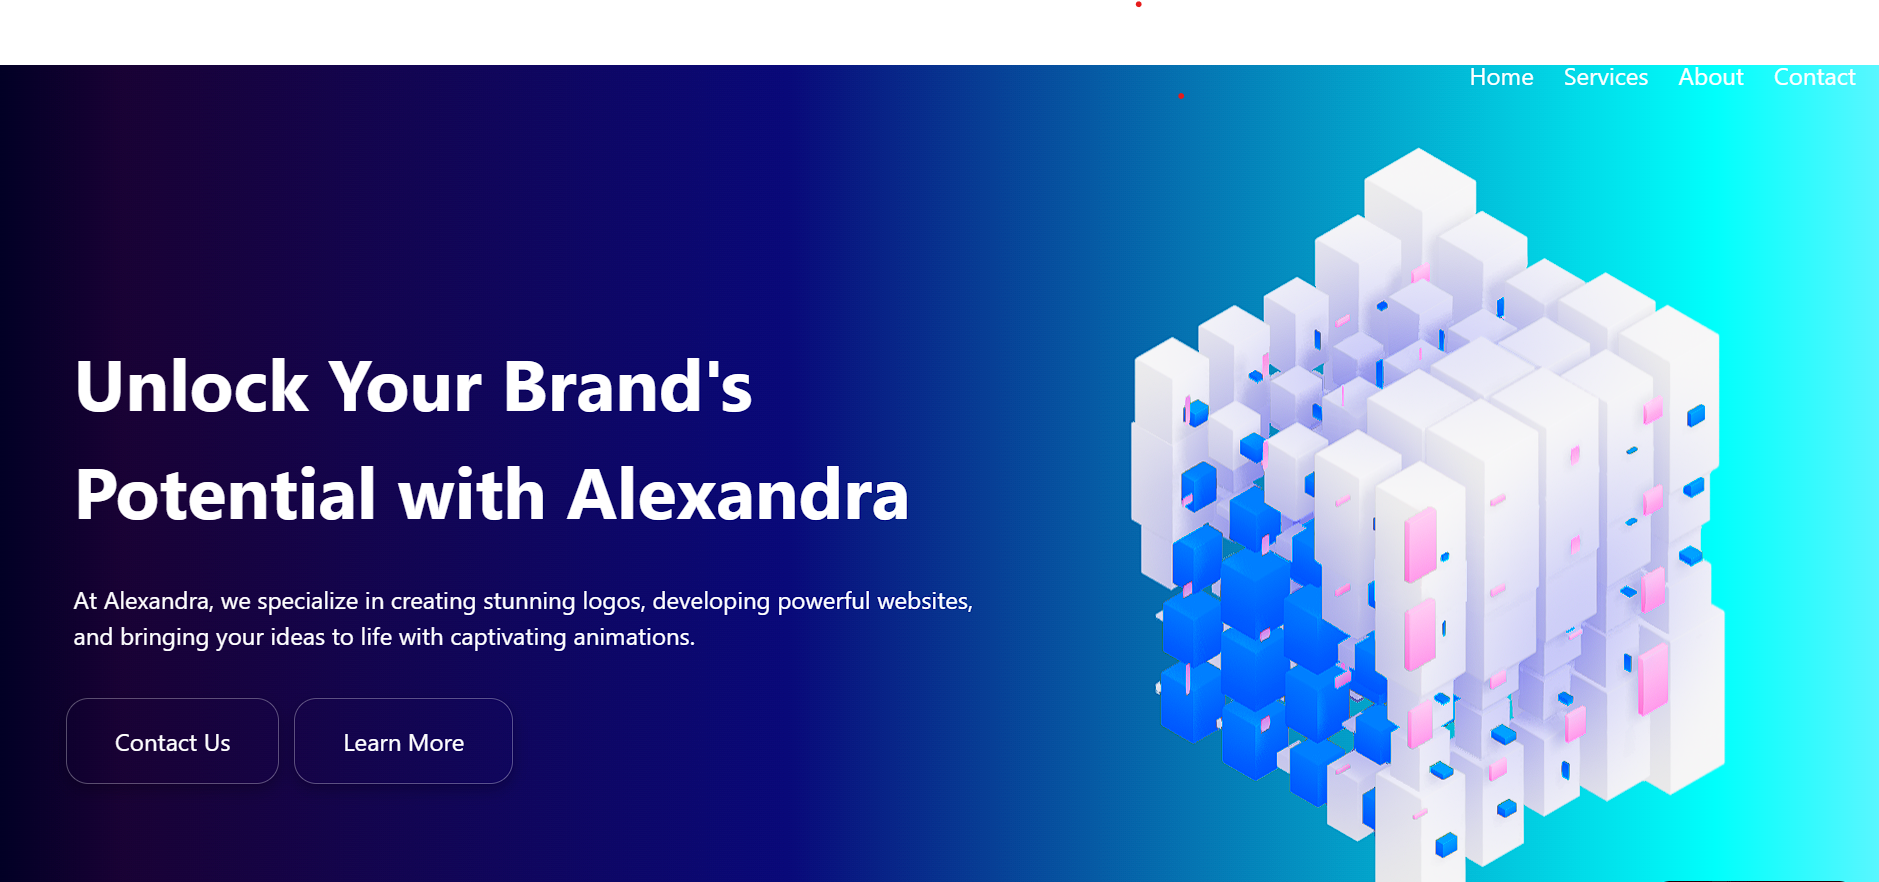 Home Services About Contact
Unlock Your Brand's
Potential with Alexandra
At Alexandra, we specialize in creating stunning logos, developing powerful websites,
and bringing your ideas to life with captivating animations.
Contact Us Learn More